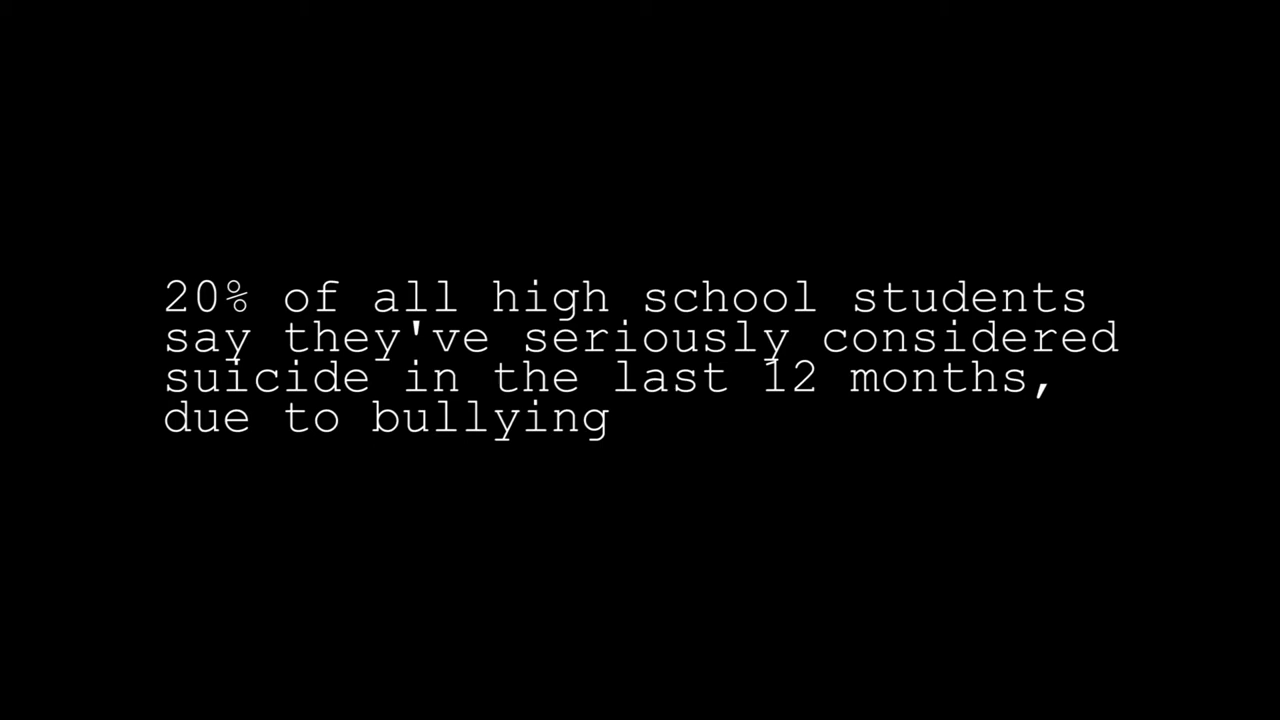 20% of all high school students
say they've seriously considered
suicide in the last 12 months,
due to bullying